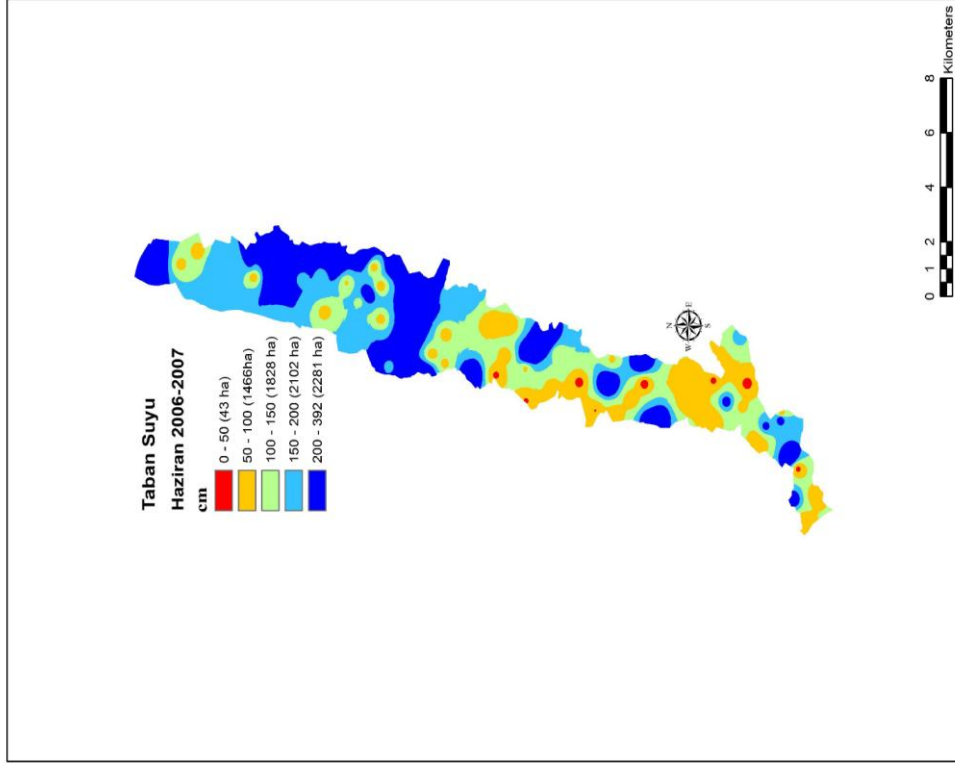 Taban Suyu
Haziran 2006-2007
cm
0 - 50 (43 ha)
50 - 100 (1466ha)
100 - 150 (1828 ha)
150 - 200 (2102 ha)
200 - 392 (2281 ha)
N
W E
S
0 1 2 4 6 8
Kilometers